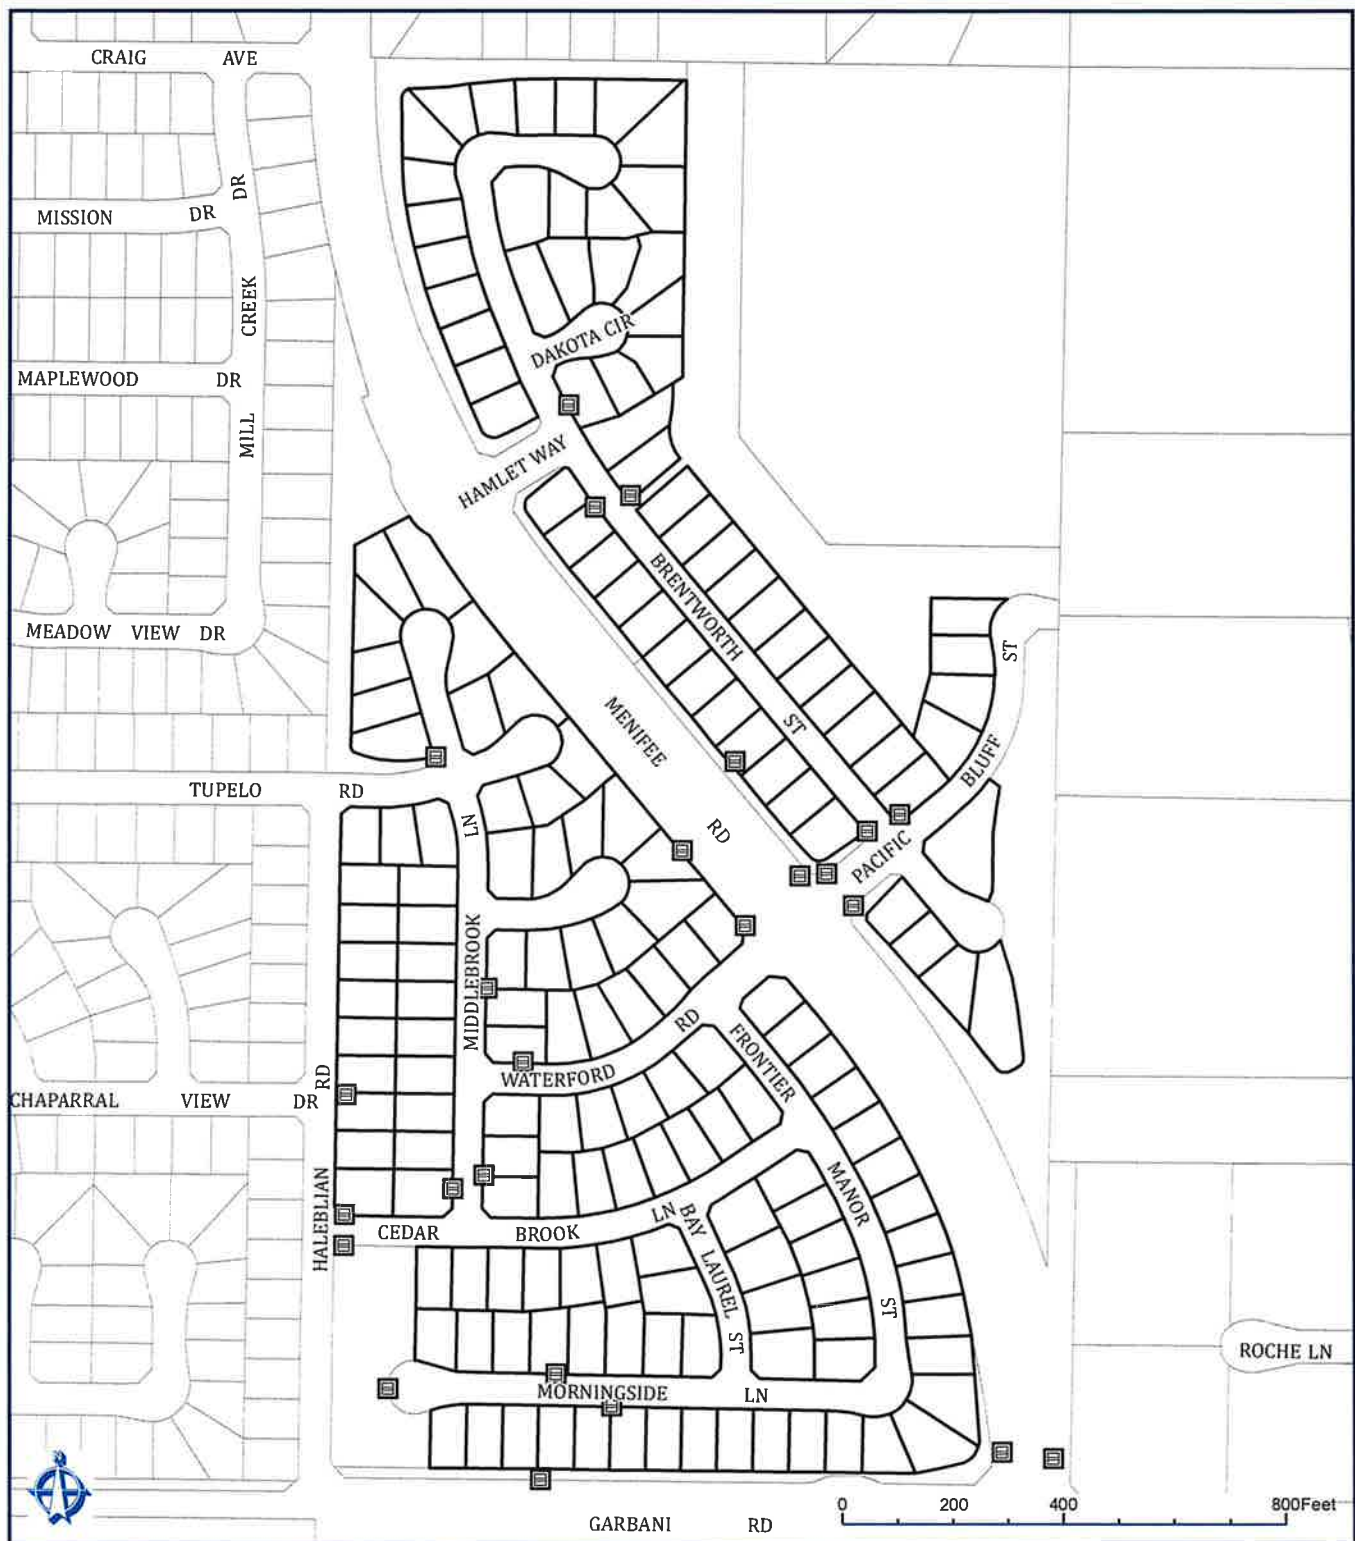 CRAIG AVE
MISSION DR
DR
CREEK
MILL
MAPLEWOOD DR
DAKOTA CIR
HAMLET WAY
BRENTWORTH ST
MEADOW VIEW DR
ST
BLUFF
PACIFIC
MENIFEE RD
TUPELO RD
LN
MIDDLEBROOK
WATERFORD RD
FRONTIER
CHAPARRAL VIEW DR
RD
HALEBLIAN
MANOR
ST
CEDAR BROOK LN
BAY LAUREL ST
ROCHE LN
MORNINGSIDE LN
0 200 400 800Feet
GARBANI RD